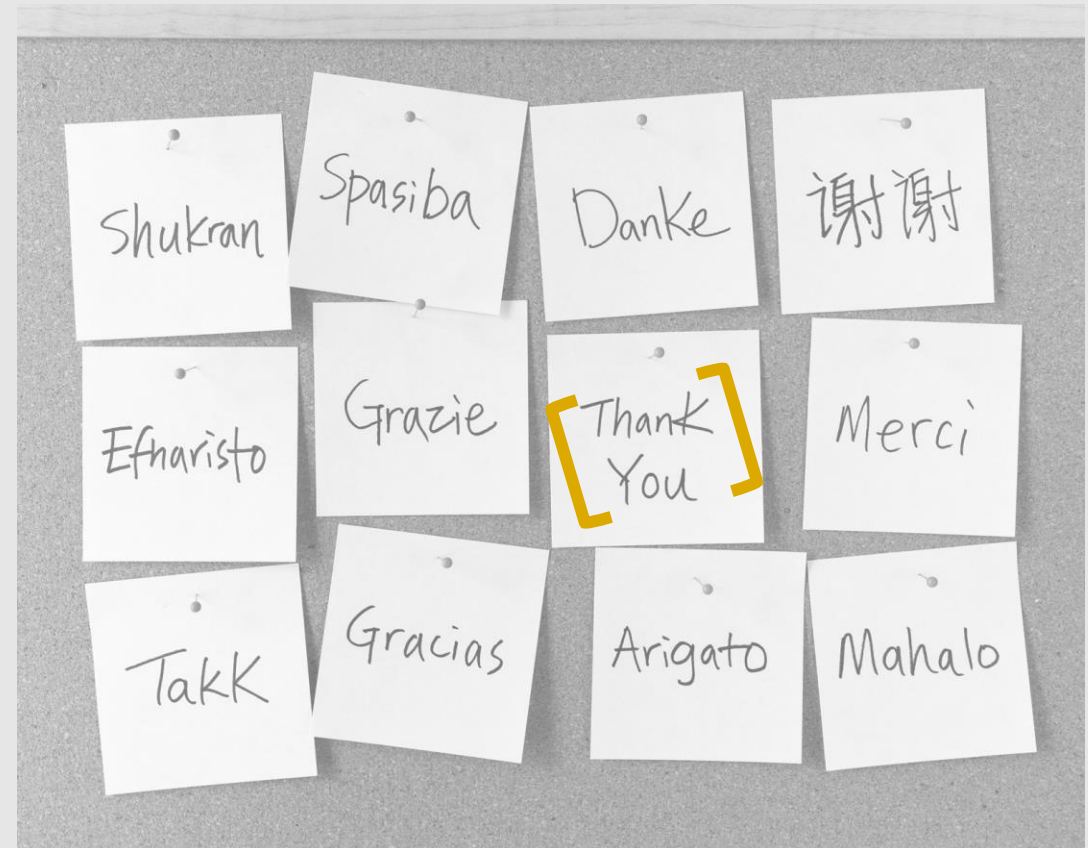 Shukran
Spasiba
Danke
谢谢
Efharisto
Grazie
Thank
You
Merci
Takk
Gracias
Arigato
Mahalo